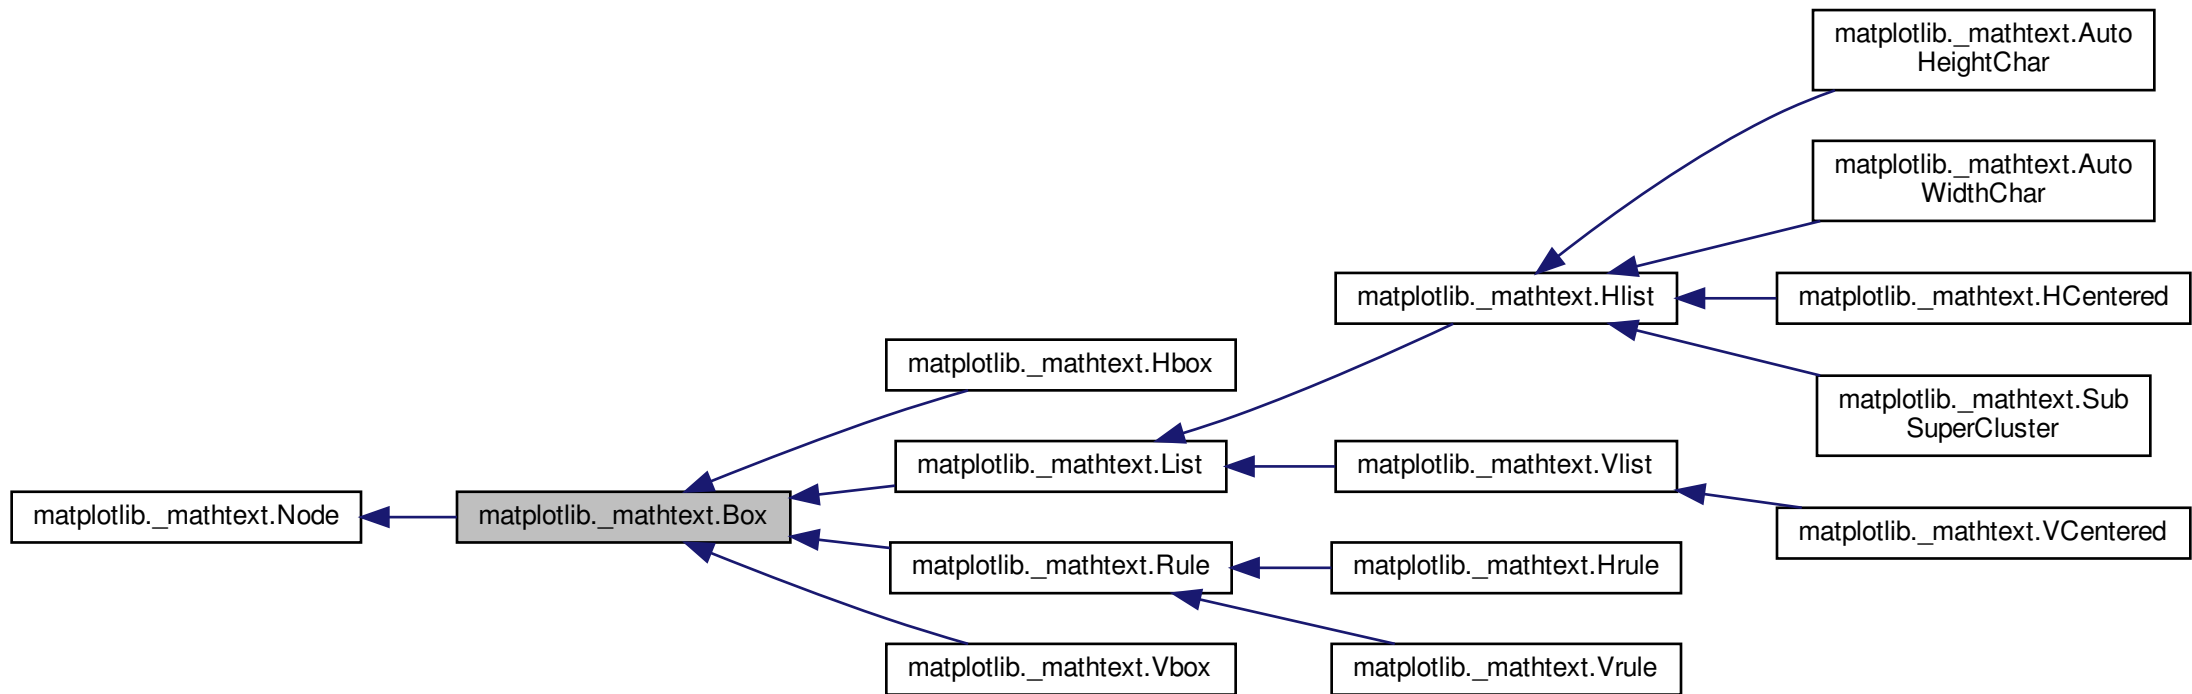 matplotlib._mathtext.Auto
HeightChar
matplotlib._mathtext.Auto
WidthChar
matplotlib._mathtext.Hlist
matplotlib._mathtext.HCentered
matplotlib._mathtext.Hbox
matplotlib._mathtext.Sub
SuperCluster
matplotlib._mathtext.List
matplotlib._mathtext.Vlist
matplotlib._mathtext.Node
matplotlib._mathtext.Box
matplotlib._mathtext.VCentered
matplotlib._mathtext.Rule
matplotlib._mathtext.Hrule
matplotlib._mathtext.Vbox
matplotlib._mathtext.Vrule